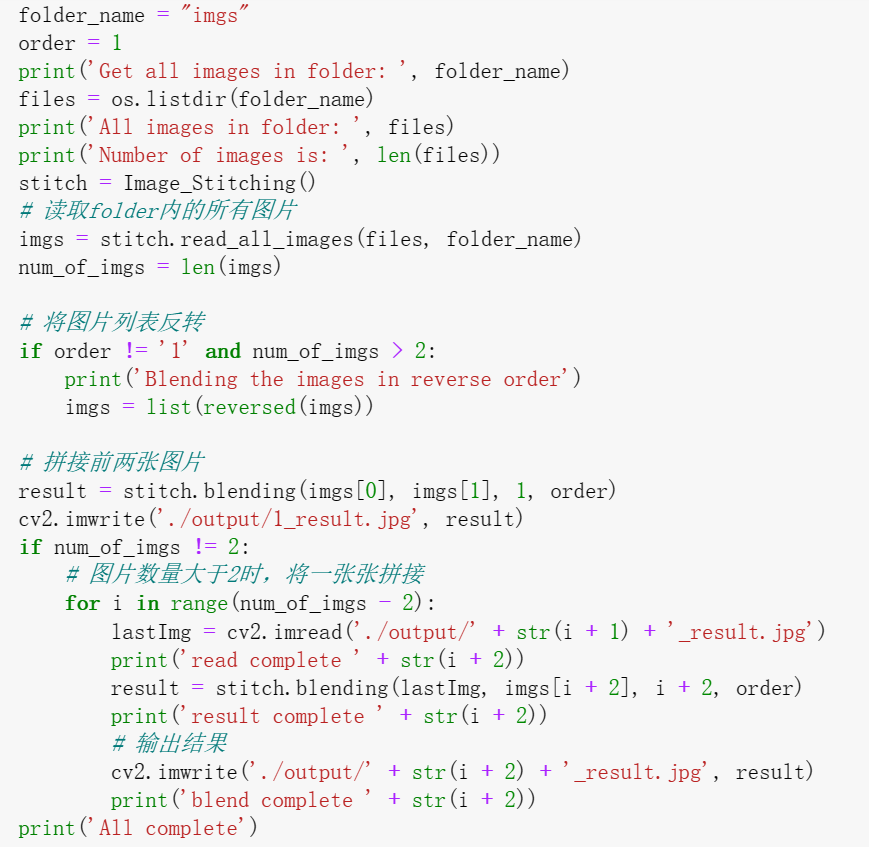 folder_name = "imgs"
order = 1
print('Get all images in folder: ', folder_name)
files = os.listdir(folder_name)
print('All images in folder: ', files)
print('Number of images is: ', len(files))
stitch = Image_Stitching()
# 读取folder内的所有图片
imgs = stitch.read_all_images(files, folder_name)
num_of_imgs = len(imgs)

# 将图片列表反转
if order != '1' and num_of_imgs > 2:
    print('Blending the images in reverse order')
    imgs = list(reversed(imgs))

# 拼接前两张图片
result = stitch.blending(imgs[0], imgs[1], 1, order)
cv2.imwrite('./output/1_result.jpg', result)
if num_of_imgs != 2:
    # 图片数量大于2时，将一张张拼接
    for i in range(num_of_imgs - 2):
        lastImg = cv2.imread('./output/' + str(i + 1) + '_result.jpg')
        print('read complete ' + str(i + 2))
        result = stitch.blending(lastImg, imgs[i + 2], i + 2, order)
        print('result complete ' + str(i + 2))
        # 输出结果
        cv2.imwrite('./output/' + str(i + 2) + '_result.jpg', result)
        print('blend complete ' + str(i + 2))
print('All complete')